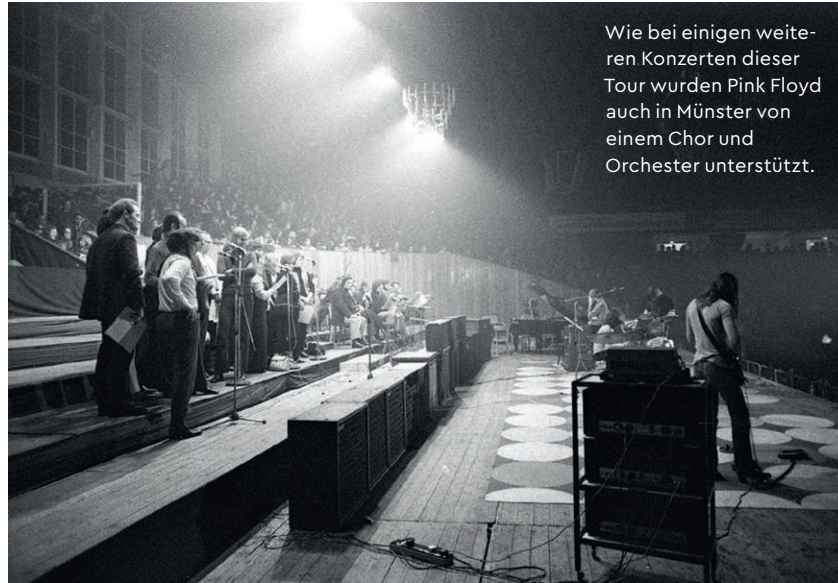 Wie bei einigen weite-
ren Konzerten dieser
Tour wurden Pink Floyd
auch in Münster von
einem Chor und
Orchester unterstützt.